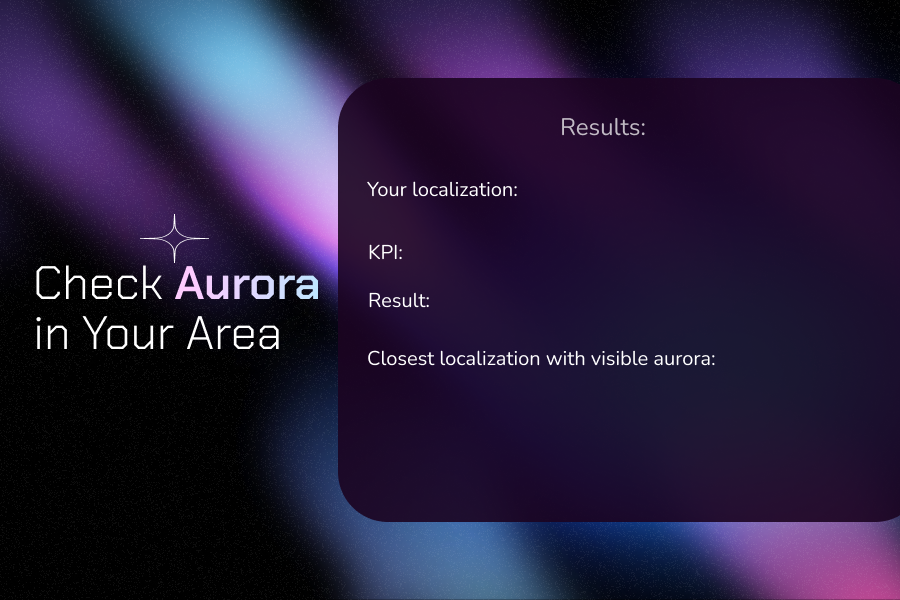 Check Aurora
in Your Area
Results:
Your localization:
KPI:
Result:
Closest localization with visible aurora: